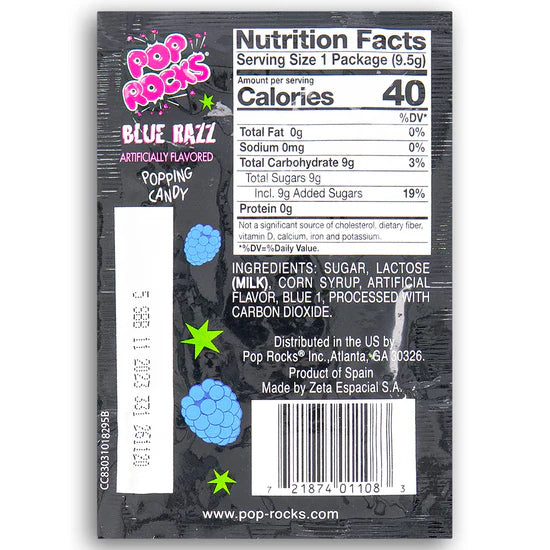 POP
ROCKS®
BLUE RAZZ
ARTIFICIALLY FLAVORED
POPPING
CANDY
Nutrition Facts
Serving Size 1 Package (9.5g)
Amount per serving
Calories 40
%DV*
Total Fat 0g 0%
Sodium 0mg 0%
Total Carbohydrate 9g 3%
Total Sugars 9g
Incl. 9g Added Sugars 19%
Protein 0g
Not a significant source of cholesterol, dietary fiber,
vitamin D, calcium, iron and potassium.
*%DV=%Daily Value.
INGREDIENTS: SUGAR, LACTOSE
(MILK), CORN SYRUP, ARTIFICIAL
FLAVOR, BLUE 1, PROCESSED WITH
CARBON DIOXIDE.
Distributed in the US by
Pop Rocks® Inc., Atlanta, GA 30326.
Product of Spain
Made by Zeta Espacial S.A.
7 21874 01108 3
CC83031018295B
www.pop-rocks.com